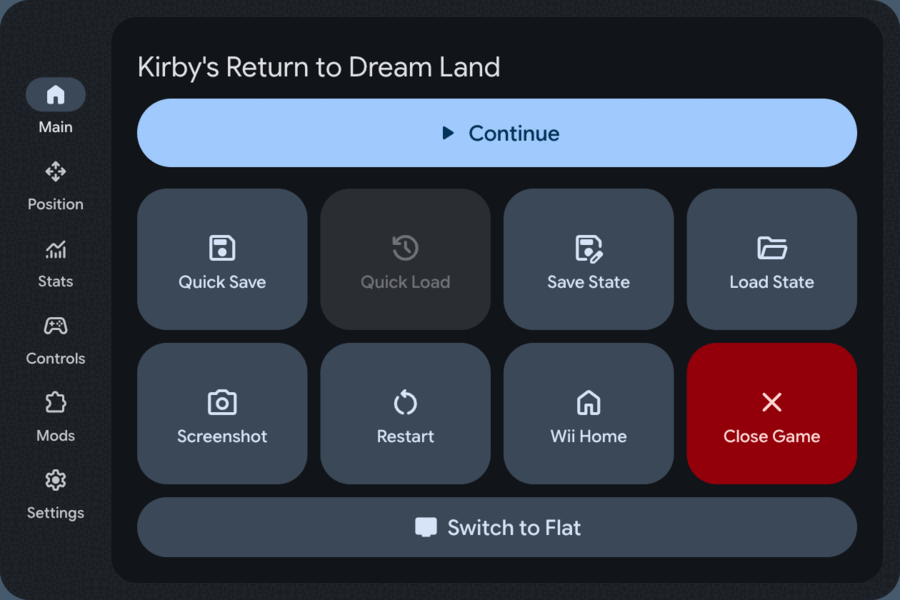 Kirby's Return to Dream Land
Continue
Main
Position
Stats
Controls
Mods
Settings
Quick Save
Quick Load
Save State
Load State
Screenshot
Restart
Wii Home
Close Game
Switch to Flat